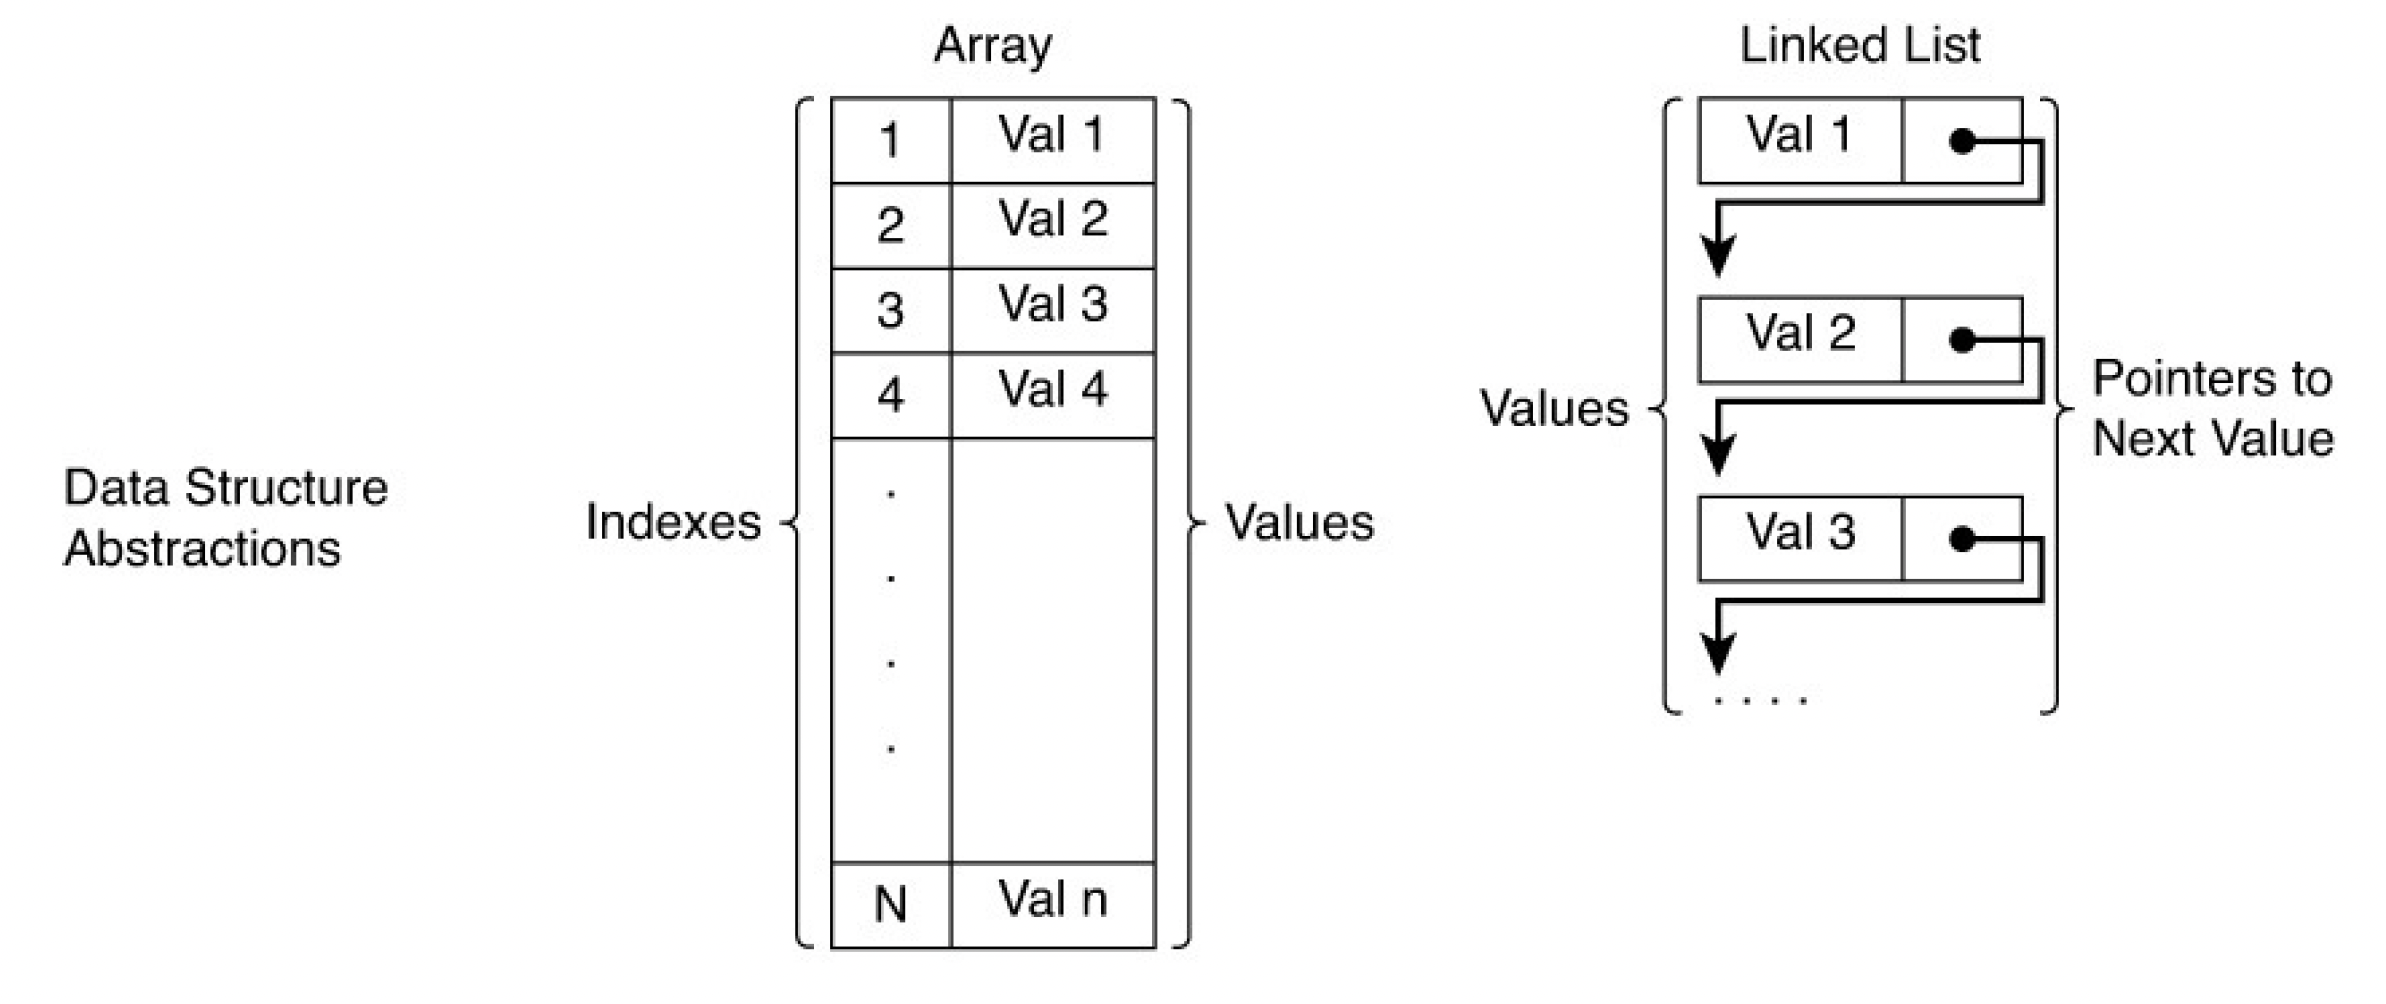 Data Structure
Abstractions
Array
Indexes
1 Val 1
2 Val 2
3 Val 3
4 Val 4
.
.
.
.
N Val n
Values
Linked List
Values
Val 1
Val 2
Val 3
. . . .
Pointers to
Next Value